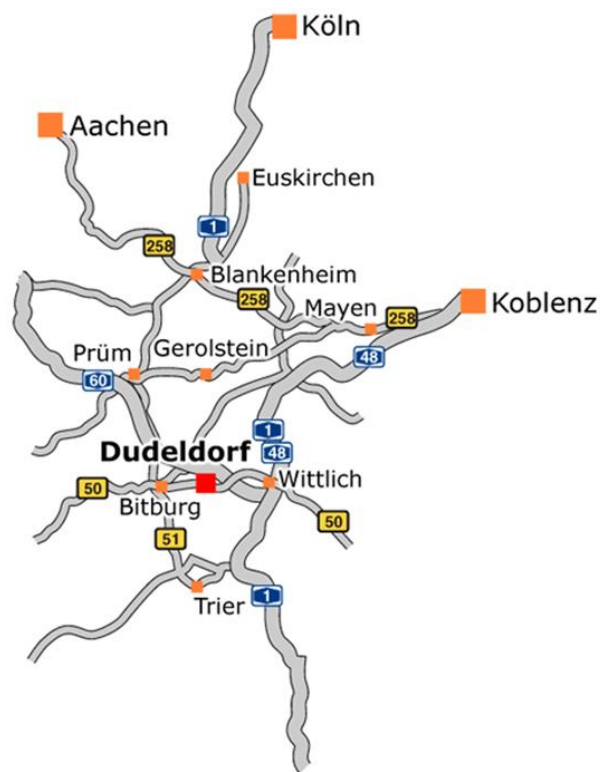 Köln
Aachen
Euskirchen
1
258
Blankenheim
258
Mayen
258
Koblenz
Prüm
Gerolstein
48
60
1
Dudeldorf
48
Wittlich
50
Bitburg
50
51
1
Trier